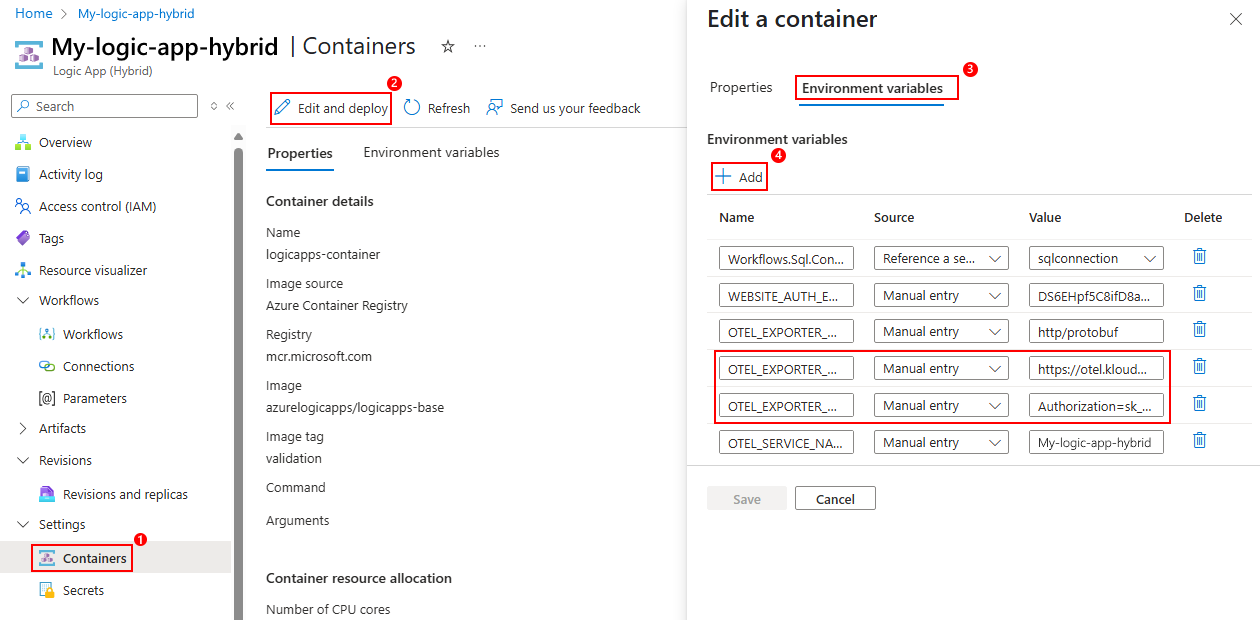 Home > My-logic-app-hybrid
My-logic-app-hybrid | Containers
Logic App (Hybrid)
Search
Overview
Activity log
Access control (IAM)
Tags
Resource visualizer
Workflows
Workflows
Connections
[@] Parameters
Artifacts
Revisions
Revisions and replicas
Settings
1
Containers
Secrets
2
Edit and deploy
Refresh
Send us your feedback
Properties
Environment variables
Container details
Name
logicapps-container
Image source
Azure Container Registry
Registry
mcr.microsoft.com
Image
azurelogicapps/logicapps-base
Image tag
validation
Command
Arguments
Container resource allocation
Number of CPU cores
Edit a container
3
Properties
Environment variables
Environment variables
4
Add
Name Source Value Delete
Workflows.Sql.Con... Reference a se... sqlconnection
WEBSITE_AUTH_E... Manual entry DS6EHpf5C8ifD8a...
OTEL_EXPORTER_... Manual entry http/protobuf
OTEL_EXPORTER_... Manual entry https://otel.kloud...
OTEL_EXPORTER_... Manual entry Authorization=sk_...
OTEL_SERVICE_NA... Manual entry My-logic-app-hybrid
Save Cancel